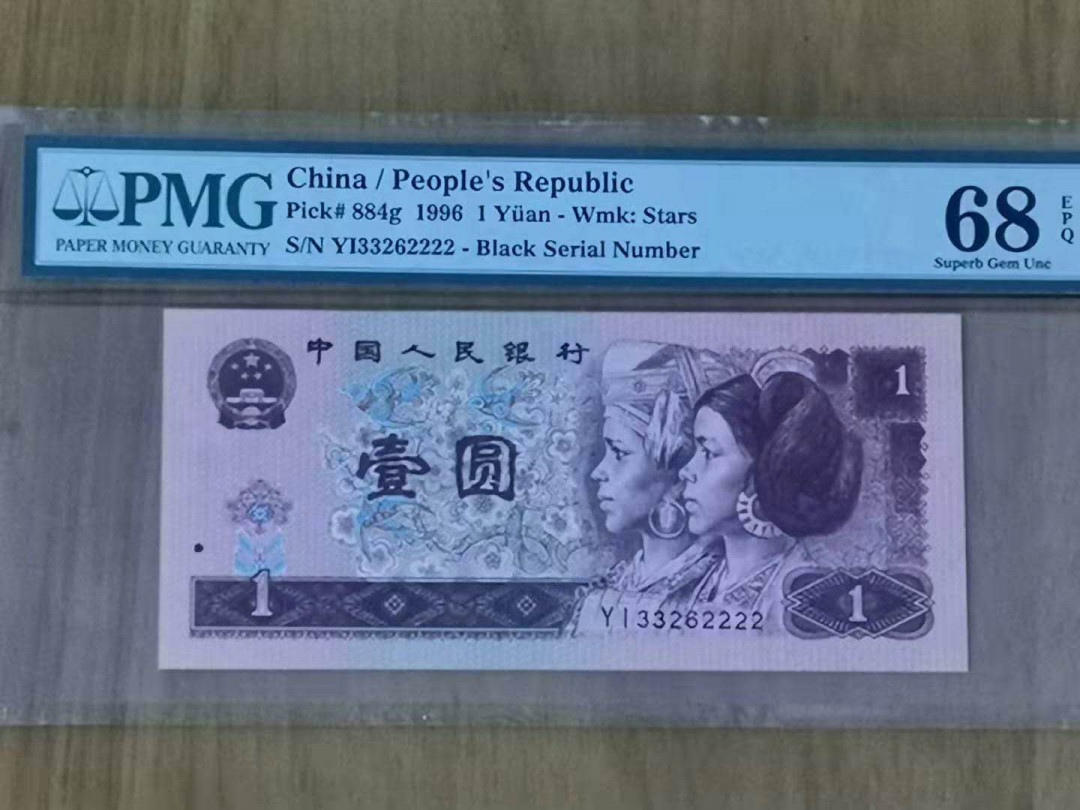 PMG
PAPER MONEY GUARANTY
China / People's Republic
Pick# 884g 1996 1 Yüan - Wmk: Stars
S/N YI33262222 - Black Serial Number
68
EPQ
Superb Gem Unc
中国人民银行
1
壹圆
1
YI33262222
1